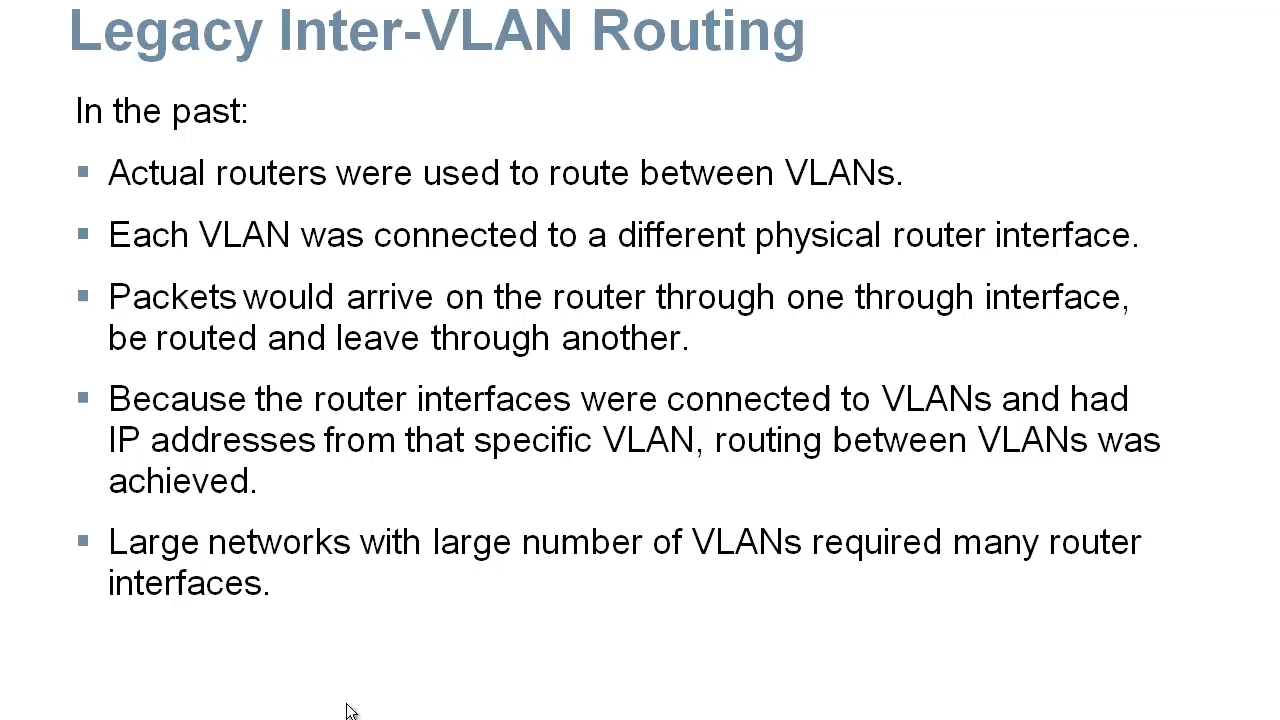 Legacy Inter-VLAN Routing
In the past:
▪ Actual routers were used to route between VLANs.
▪ Each VLAN was connected to a different physical router interface.
▪ Packets would arrive on the router through one through interface,
be routed and leave through another.
▪ Because the router interfaces were connected to VLANs and had
IP addresses from that specific VLAN, routing between VLANs was
achieved.
▪ Large networks with large number of VLANs required many router
interfaces.